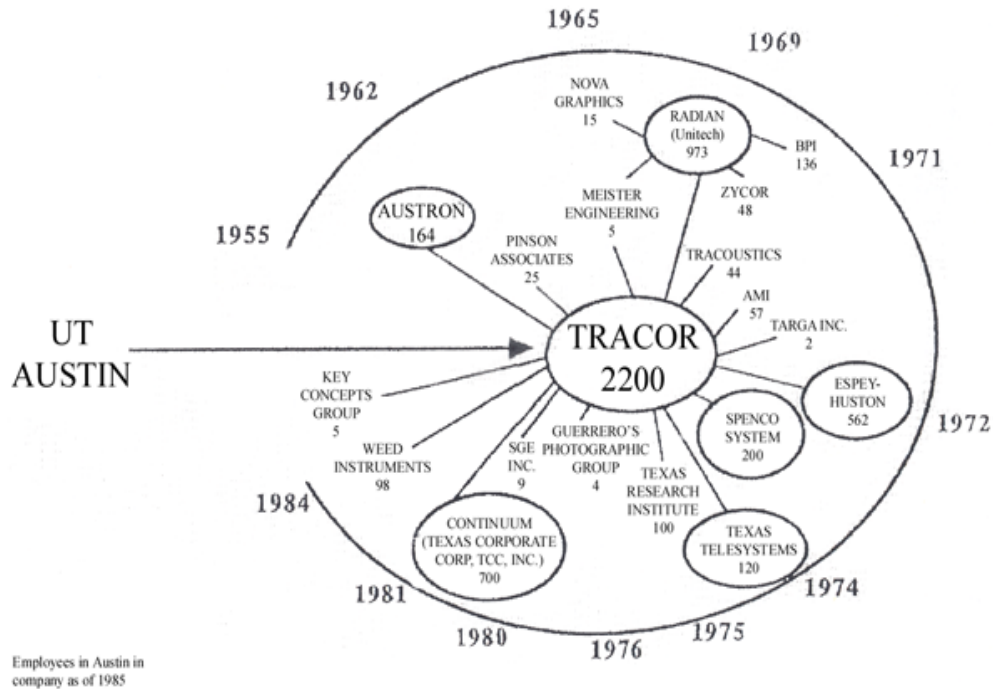 1965
1969
1962
NOVA
GRAPHICS
15
RADIAN
(Unitech)
973
BPI
136
1971
MEISTER
ENGINEERING
5
ZYCOR
48
AUSTRON
164
1955
PINSON
ASSOCIATES
25
TRACOUSTICS
44
AMI
57
TARGA INC.
2
UT
AUSTIN
TRACOR
2200
KEY
CONCEPTS
GROUP
5
ESPEY-
HUSTON
562
SPENCO
SYSTEM
200
1972
WEED
INSTRUMENTS
98
SGE
INC.
9
GUERRERO'S
PHOTOGRAPHIC
GROUP
4
TEXAS
RESEARCH
INSTITUTE
100
1984
CONTINUUM
(TEXAS CORPORATE
CORP, TCC, INC.)
700
TEXAS
TELESYSTEMS
120
1974
1981
1975
1980
1976
Employees in Austin in
company as of 1985